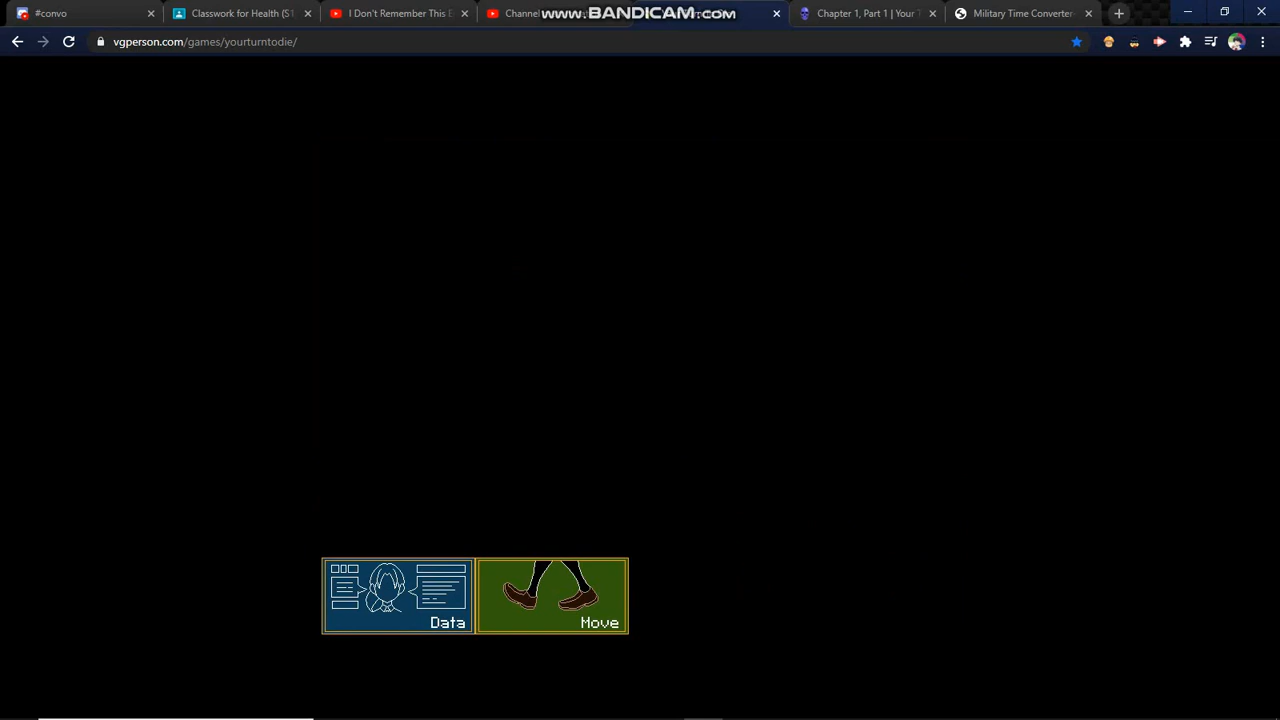 #convo
Classwork for Health (S1
I Don't Remember This E
Channel
www.BANDICAM.com
Chapter 1, Part 1 | Your T
Military Time Converter
vgperson.com/games/yourturntodie/
Data
Move